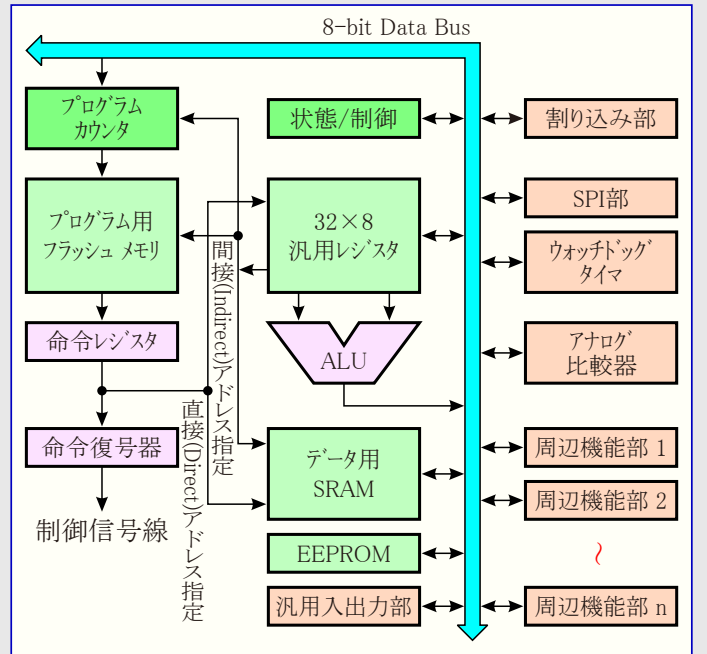 8-bit Data Bus
プログラム
カウンタ
プログラム用
フラッシュ メモリ
命令レジスタ
命令復号器
制御信号線
間接(Indirect)アドレス指定
直接(Direct)アドレス指定
状態/制御
32×8
汎用レジスタ
ALU
データ用
SRAM
EEPROM
汎用入出力部
割り込み部
SPI部
ウォッチドッグ
タイマ
アナログ
比較器
周辺機能部 1
周辺機能部 2
~
周辺機能部 n